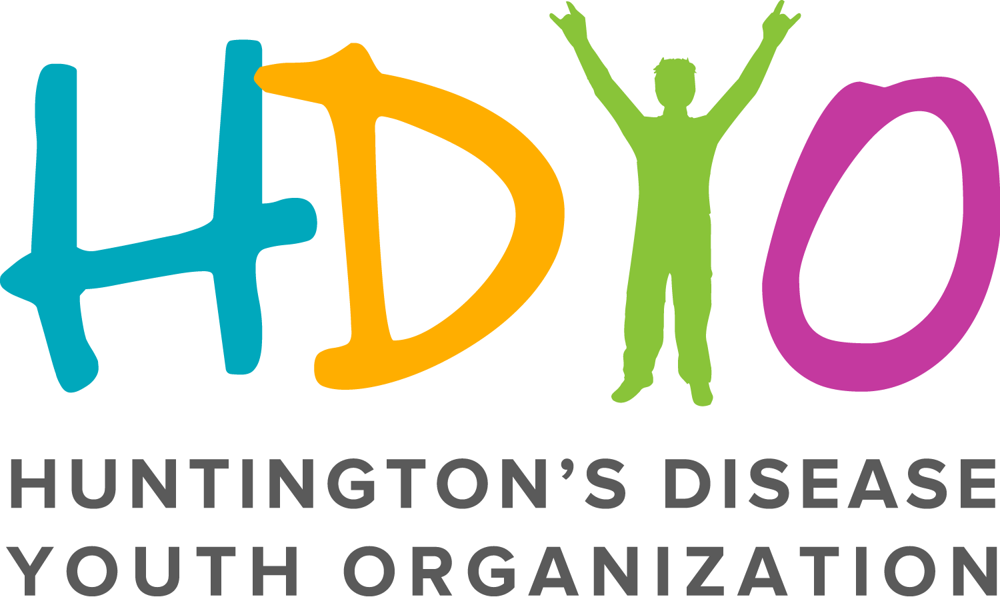 HDYO
HUNTINGTON’S DISEASE
YOUTH ORGANIZATION